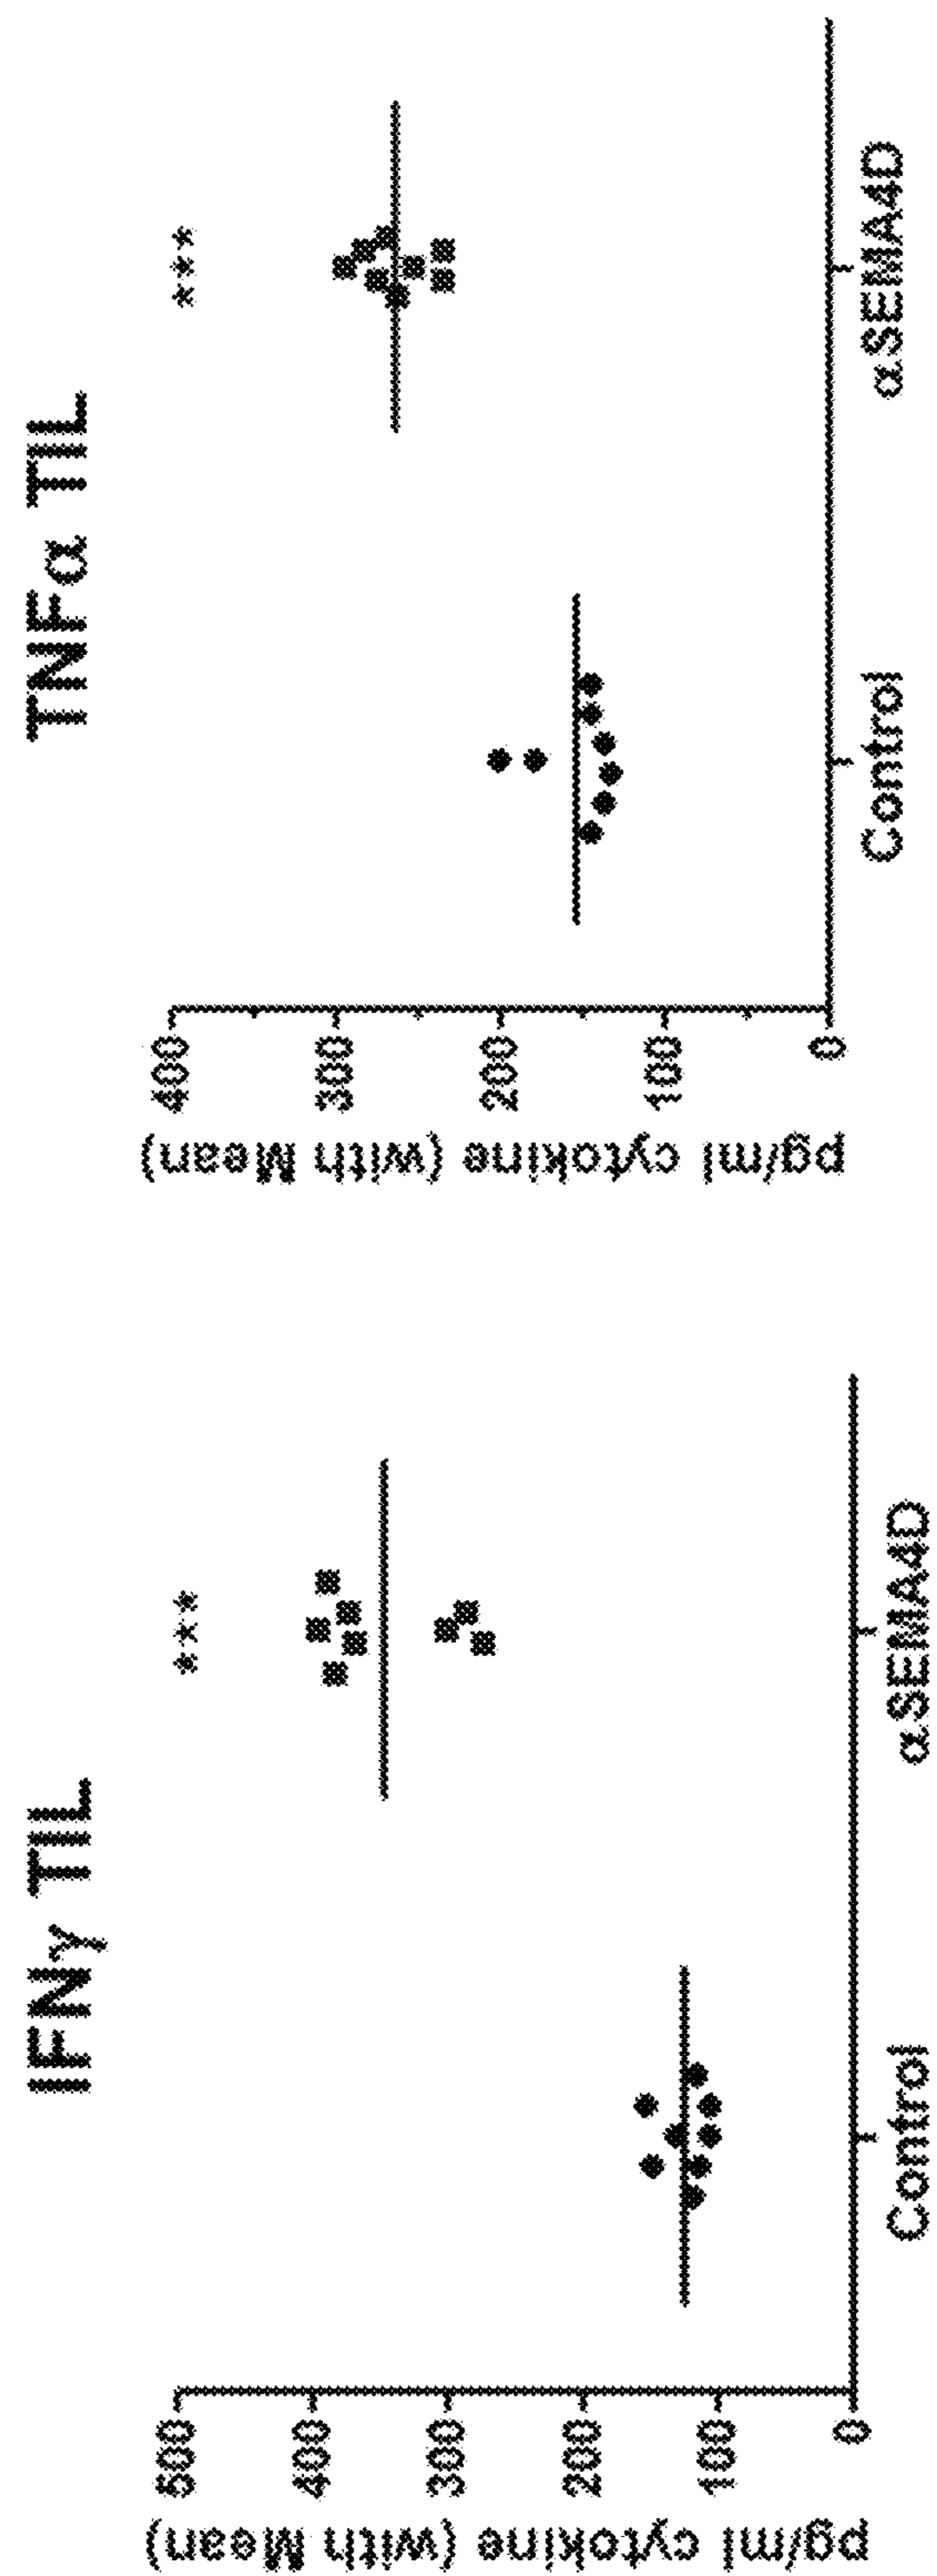 IFNγ TIL
***
pg/ml cytokine (with Mean)
500
400
300
200
100
0
Control
αSEMA4D
TNFα TIL
***
pg/ml cytokine (with Mean)
400
300
200
100
0
Control
αSEMA4D